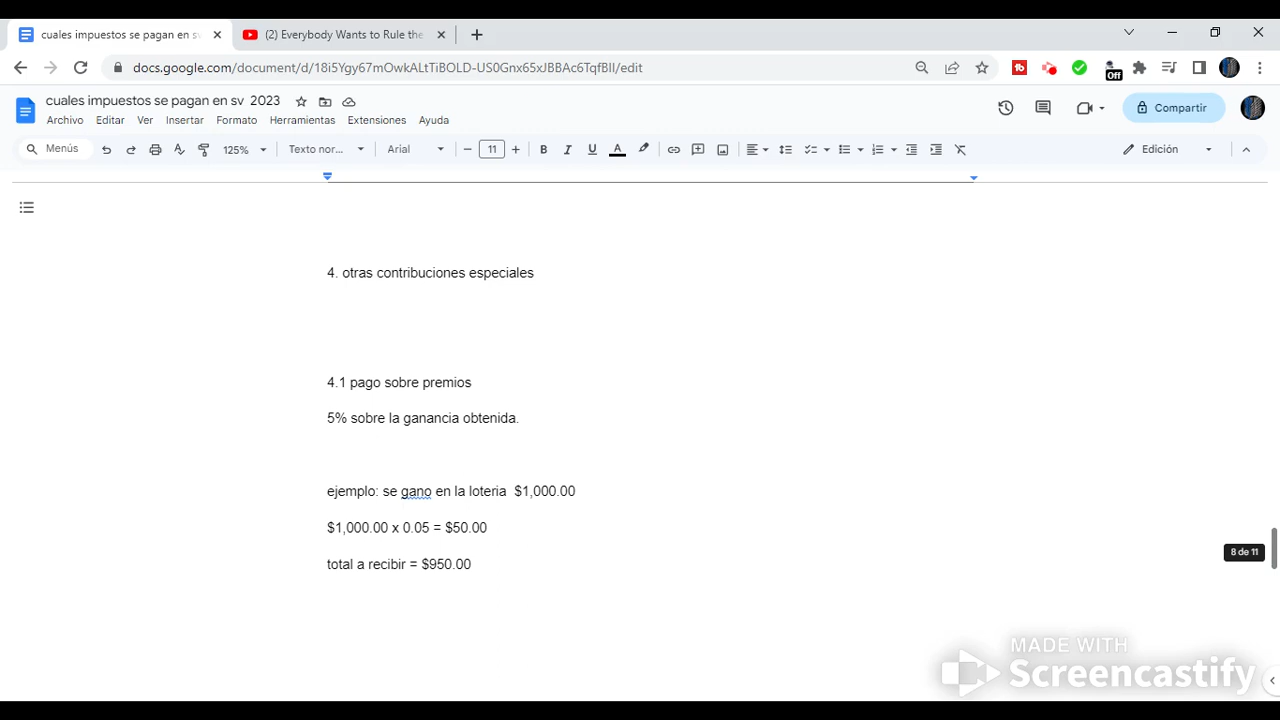 cuales impuestos se pagan en sv
(2) Everybody Wants to Rule the
docs.google.com/document/d/18i5Ygv67mOwkALtTiBOLD-US0Gnx65xJBBAc6TqfBII/edit
Off
cuales impuestos se pagan en sv 2023
Archivo Editar Ver Insertar Formato Herramientas Extensiones Ayuda
Compartir
Menús 125% Texto nor... Arial 11 B I U A Edición
4. otras contribuciones especiales
4.1 pago sobre premios
5% sobre la ganancia obtenida.
ejemplo: se gano en la loteria $1,000.00
$1,000.00 x 0.05 = $50.00
8 de 11
total a recibir = $950.00
MADE WITH
Screencastify